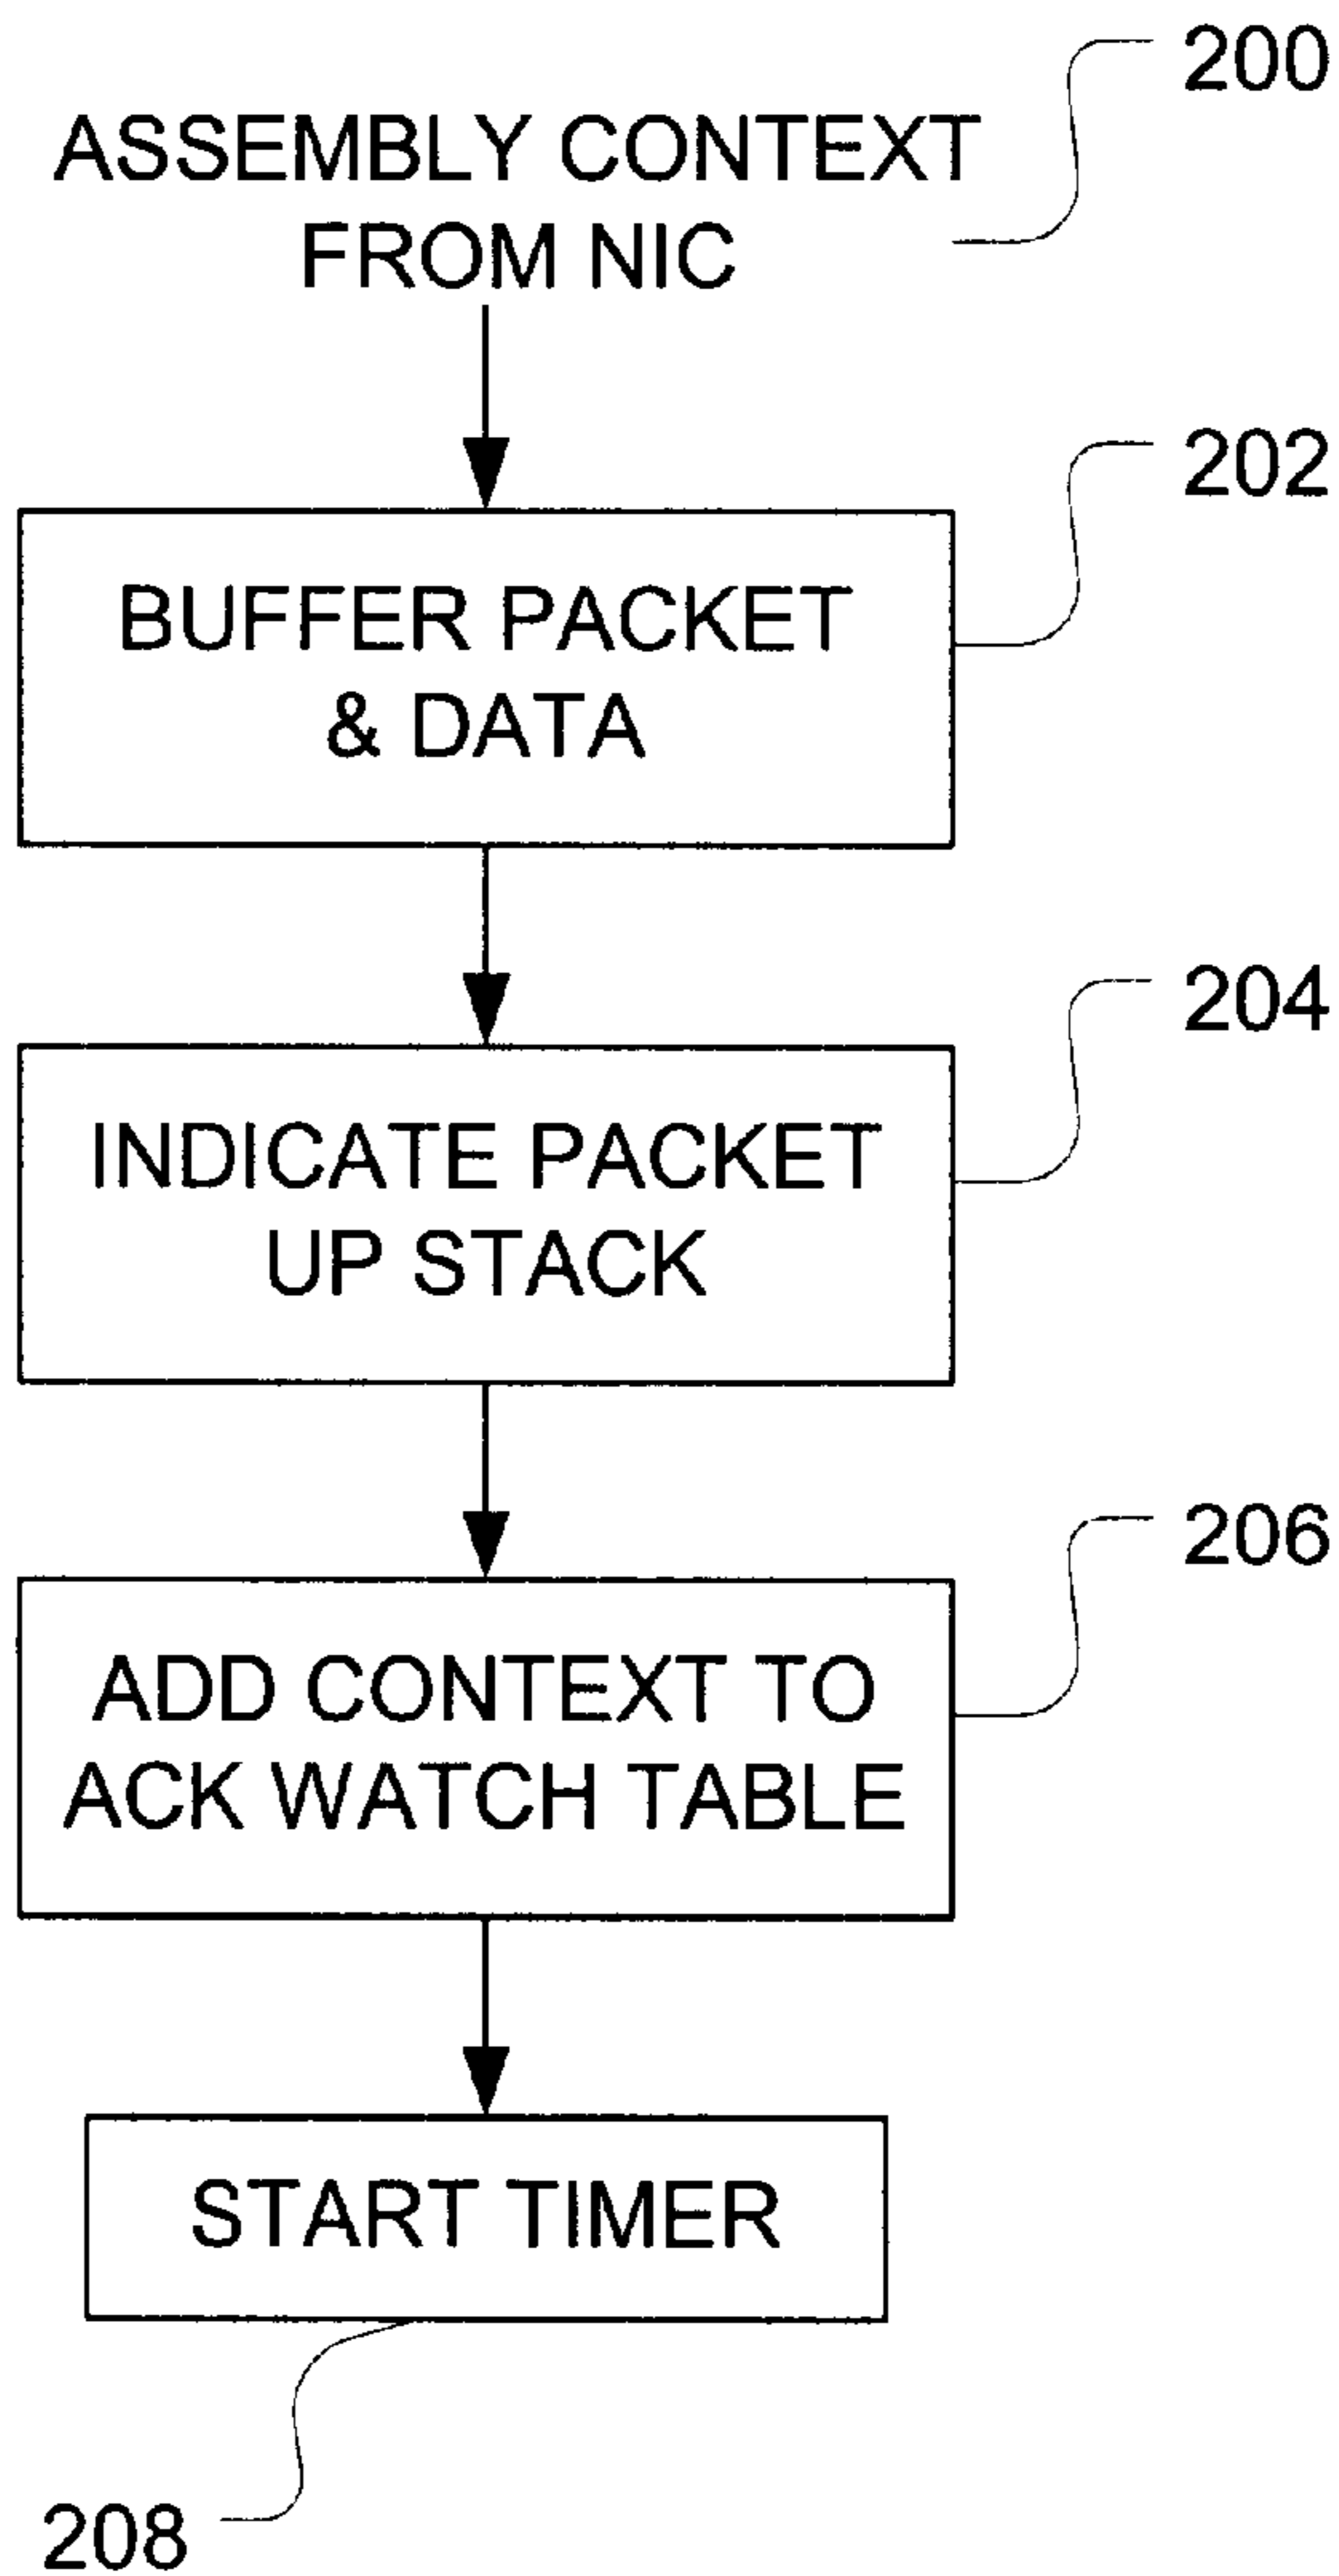 200
ASSEMBLY CONTEXT
FROM NIC
202
BUFFER PACKET
& DATA
204
INDICATE PACKET
UP STACK
206
ADD CONTEXT TO
ACK WATCH TABLE
START TIMER
208